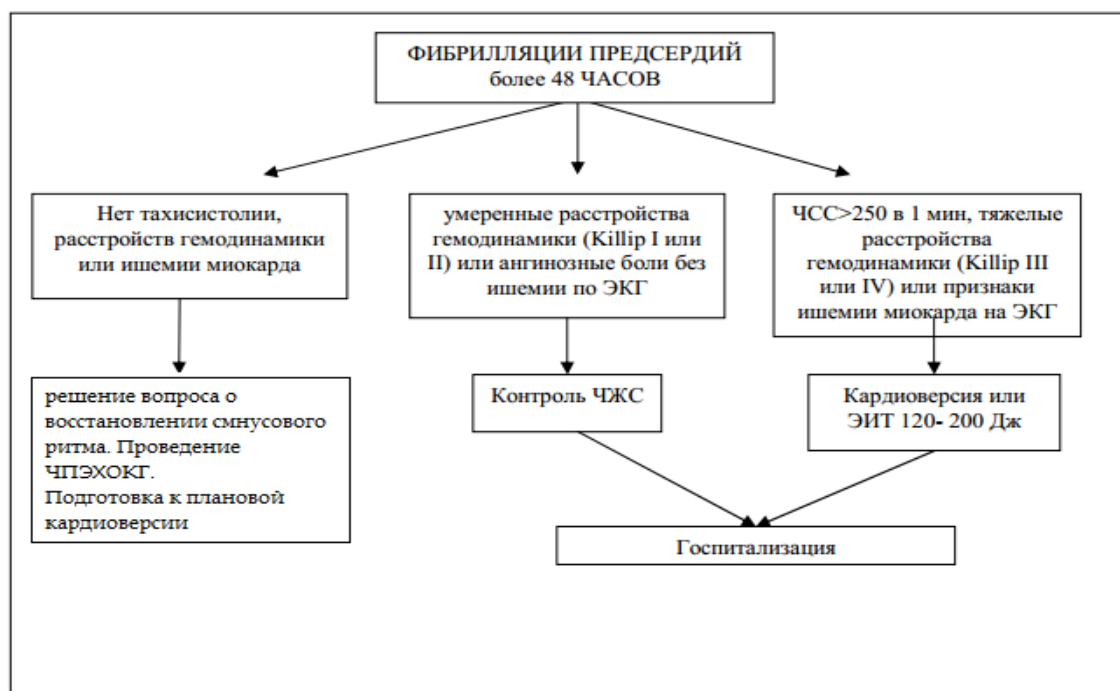 ФИБРИЛЛЯЦИИ ПРЕДСЕРДИЙ
более 48 ЧАСОВ
Нет тахисистолии,
расстройств гемодинамики
или ишемии миокарда
умеренные расстройства
гемодинамики (Killip I или
II) или ангинозные боли без
ишемии по ЭКГ
ЧСС>250 в 1 мин, тяжелые
расстройства
гемодинамики (Killip III
или IV) или признаки
ишемии миокарда на ЭКГ
решение вопроса о
восстановлении смнусового
ритма. Проведение
ЧПЭХОКГ.
Подготовка к плановой
кардиоверсии
Контроль ЧЖС
Кардиоверсия или
ЭИТ 120- 200 Дж
Госпитализация